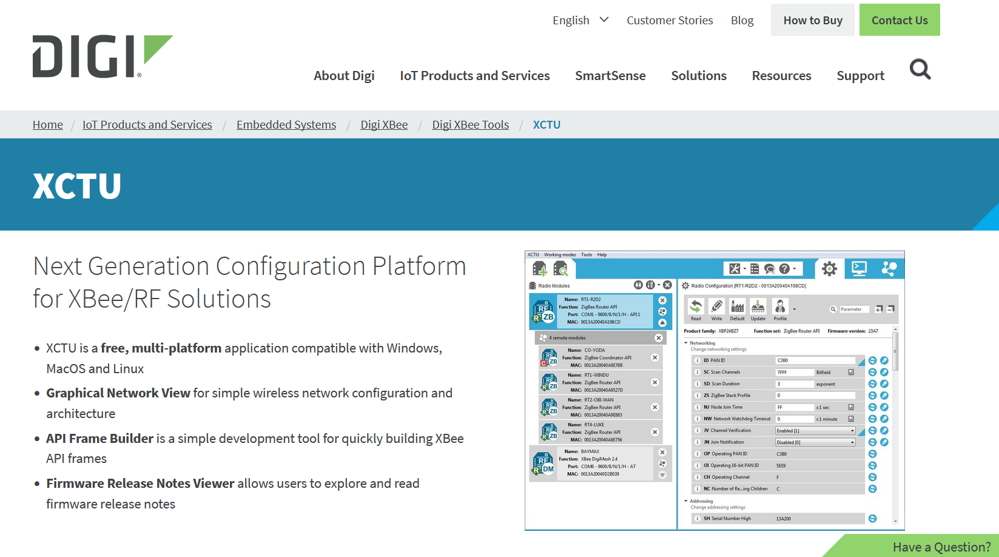 English Customer Stories Blog How to Buy Contact Us
DIGI®
About Digi IoT Products and Services SmartSense Solutions Resources Support
Home / IoT Products and Services / Embedded Systems / Digi XBee / Digi XBee Tools / XCTU
XCTU
Next Generation Configuration Platform
for XBee/RF Solutions
• XCTU is a free, multi-platform application compatible with Windows,
MacOS and Linux
• Graphical Network View for simple wireless network configuration and
architecture
• API Frame Builder is a simple development tool for quickly building XBee
API frames
• Firmware Release Notes Viewer allows users to explore and read
firmware release notes
XCTU Working modes Tools Help
Radio Modules
Name: RT1-R2D2
Function: ZigBee Router API
Port: COM1 - 9600/8/N/1/H - API 1
MAC: 0013A20040A198CD
RF ZB R
4 remote modules
Name: CO-YODA
Function: ZigBee Coordinator API
MAC: 0013A20040A9E78B
RF ZB C
Name: RT1-WINDU
Function: ZigBee Router API
MAC: 0013A20040A9527D
RF ZB R
Name: RT2-OBI-WAN
Function: ZigBee Router API
MAC: 0013A20040A9E883
RF ZB R
Name: RT4-LUKE
Function: ZigBee Router API
MAC: 0013A20040A9E756
RF ZB R
Name: BAYMAX
Function: XBee DigiMesh 2.4
Port: COM6 - 9600/8/N/1/H - AT
MAC: 0013A20040D2B039
RF DM R
Radio Configuration [RT1-R2D2 - 0013A20040A198CD]
Read Write Default Update Profile
Parameter
Product family: XBP24BZ7 Function set: ZigBee Router API Firmware version: 23A7
Networking
Change networking settings
i ID PAN ID C3B0
i SC Scan Channels 7FFF Bitfield
i SD Scan Duration 3 exponent
i ZS ZigBee Stack Profile 0
i NJ Node Join Time FF x 1 sec
i NW Network Watchdog Timeout 0 x 1 minute
i JV Channel Verification Enabled [1]
i JN Join Notification Disabled [0]
i OP Operating PAN ID C3B0
i OI Operating 16-bit PAN ID 5EE9
i CH Operating Channel F
i NC Number of Re...ing Children C
Addressing
Change addressing settings
i SH Serial Number High 13A200
Have a Question?